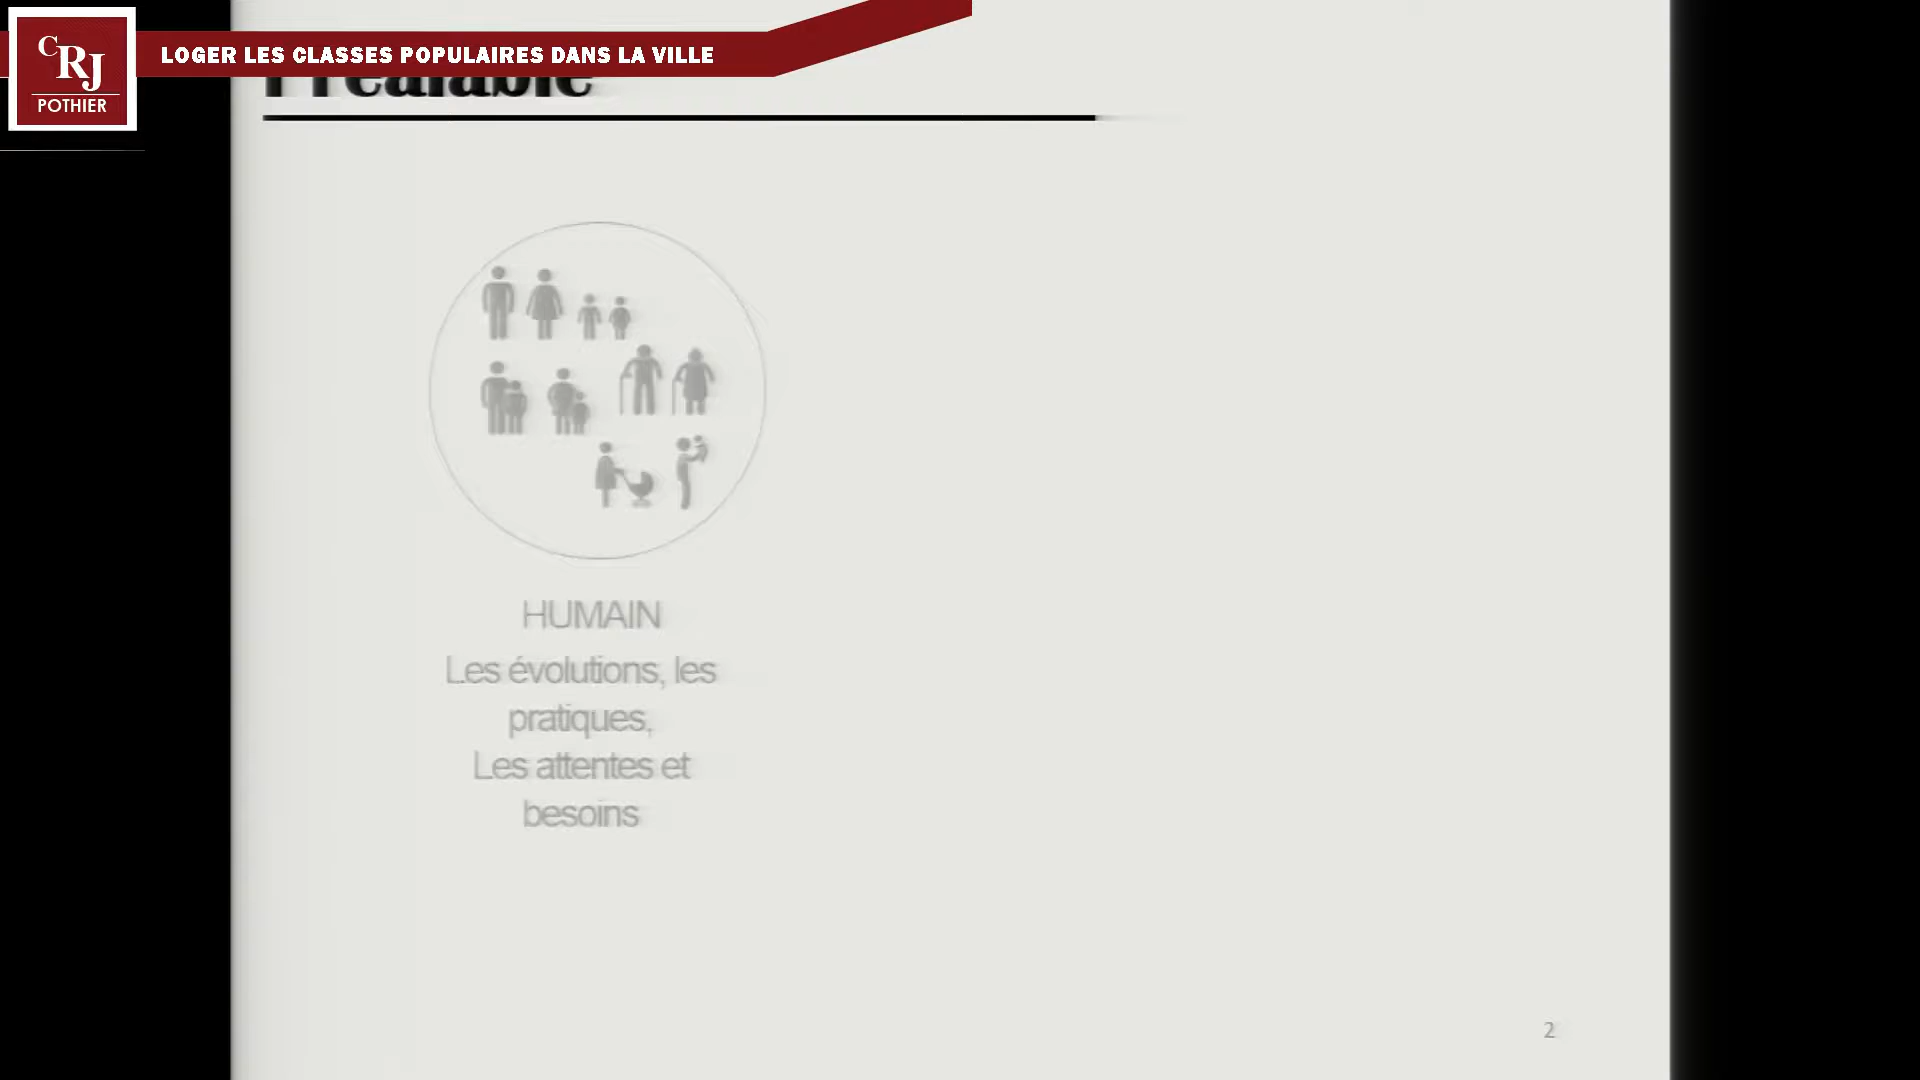 CRJ
POTHIER
LOGER LES CLASSES POPULAIRES DANS LA VILLE
Préalable
HUMAIN
Les évolutions, les
pratiques,
Les attentes et
besoins
2